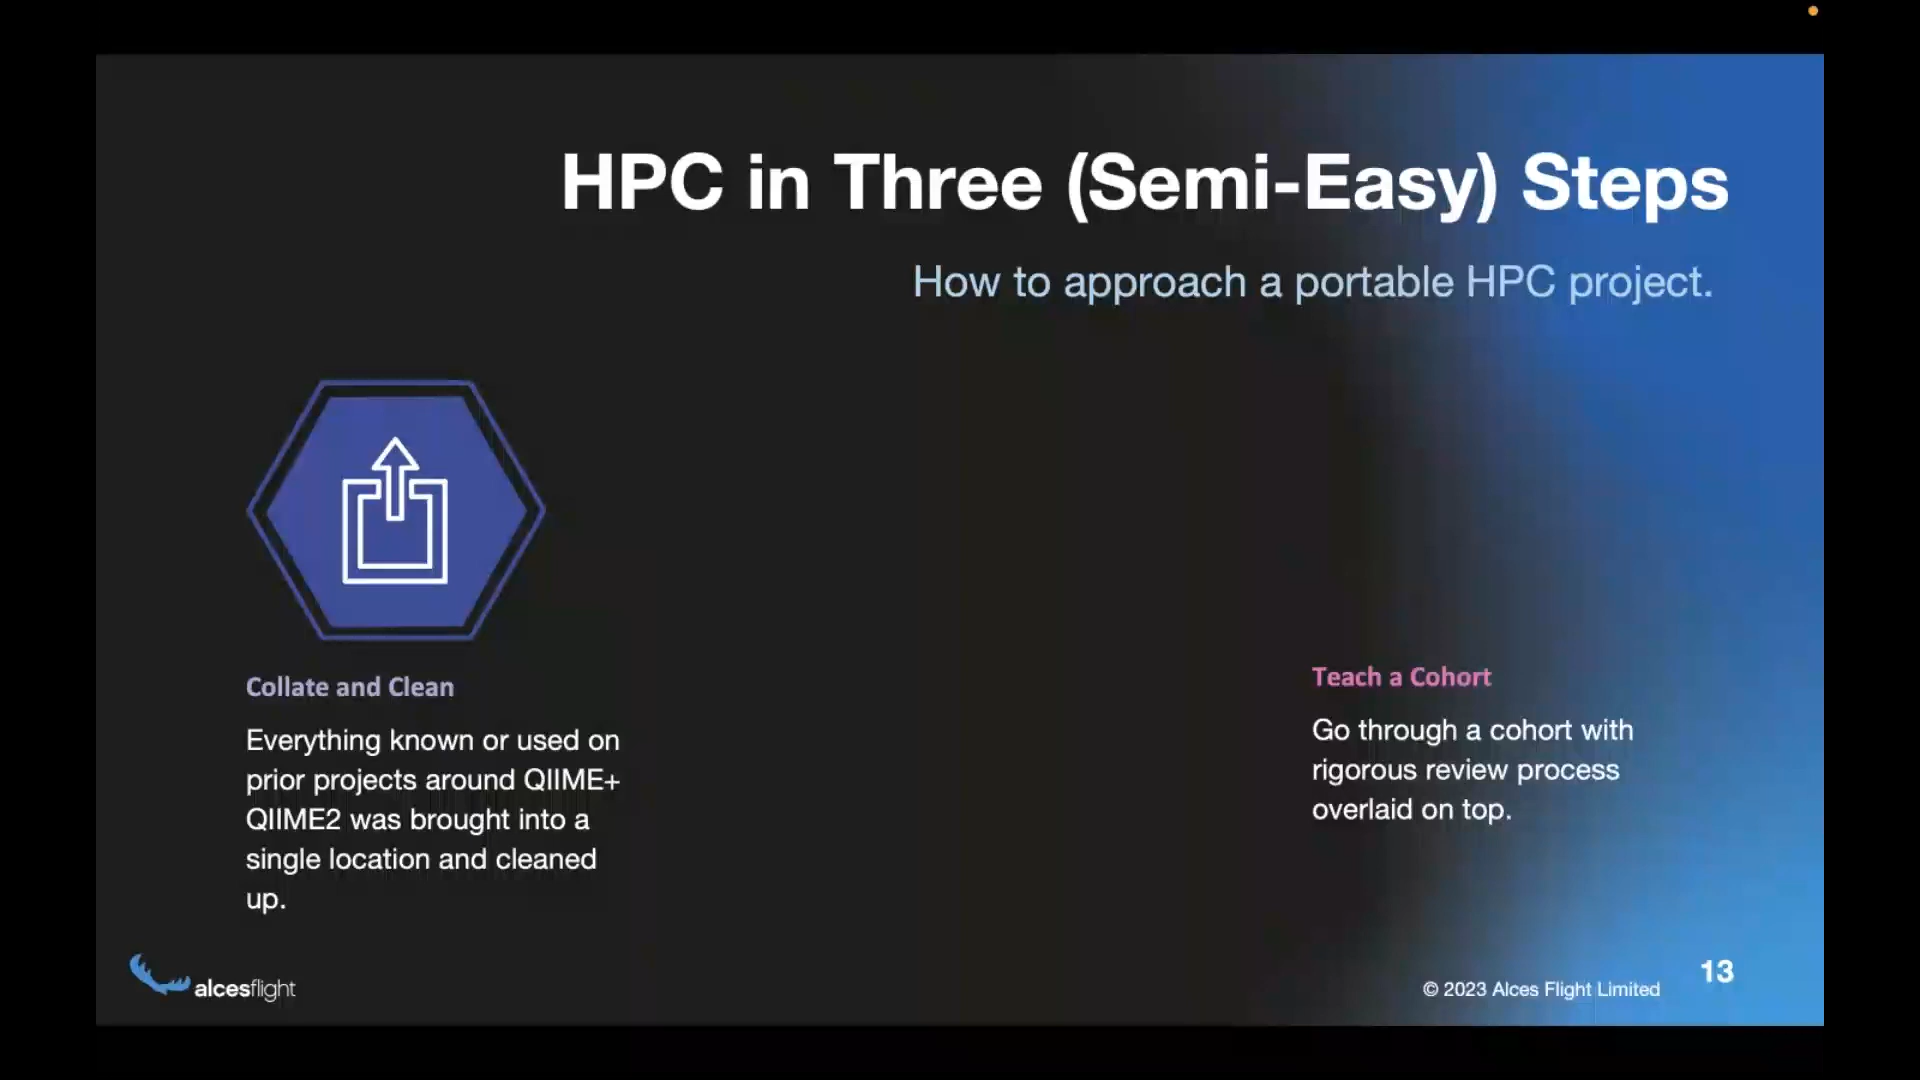 HPC in Three (Semi-Easy) Steps
How to approach a portable HPC project.
Collate and Clean
Everything known or used on
prior projects around QIIME+
QIIME2 was brought into a
single location and cleaned
up.
Teach a Cohort
Go through a cohort with
rigorous review process
overlaid on top.
alcesflight
© 2023 Alces Flight Limited
13